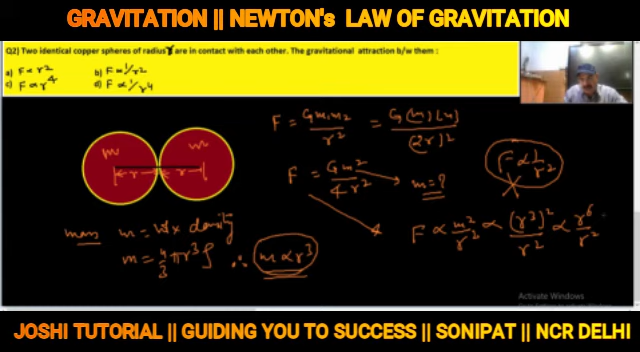 GRAVITATION || NEWTON's LAW OF GRAVITATION
Q2) Two identical copper spheres of radius r are in contact with each other. The gravitational attraction b/w them :
a) F ∝ r² b) F ∝ 1/r²
c) F ∝ r⁴ d) F ∝ 1/r⁴
F = Gm₁m₂/r² = G(m)(m)/(2r)²
m m
r r
F = Gm²/4r² → m = ?
F ∝ 1/r²
F ∝ m²/r² ∝ (r³)²/r² ∝ r⁶/r²
mass m = vol × density
m = 4/3 πr³ρ ∴ m ∝ r³
Activate Windows
JOSHI TUTORIAL || GUIDING YOU TO SUCCESS || SONIPAT || NCR DELHI